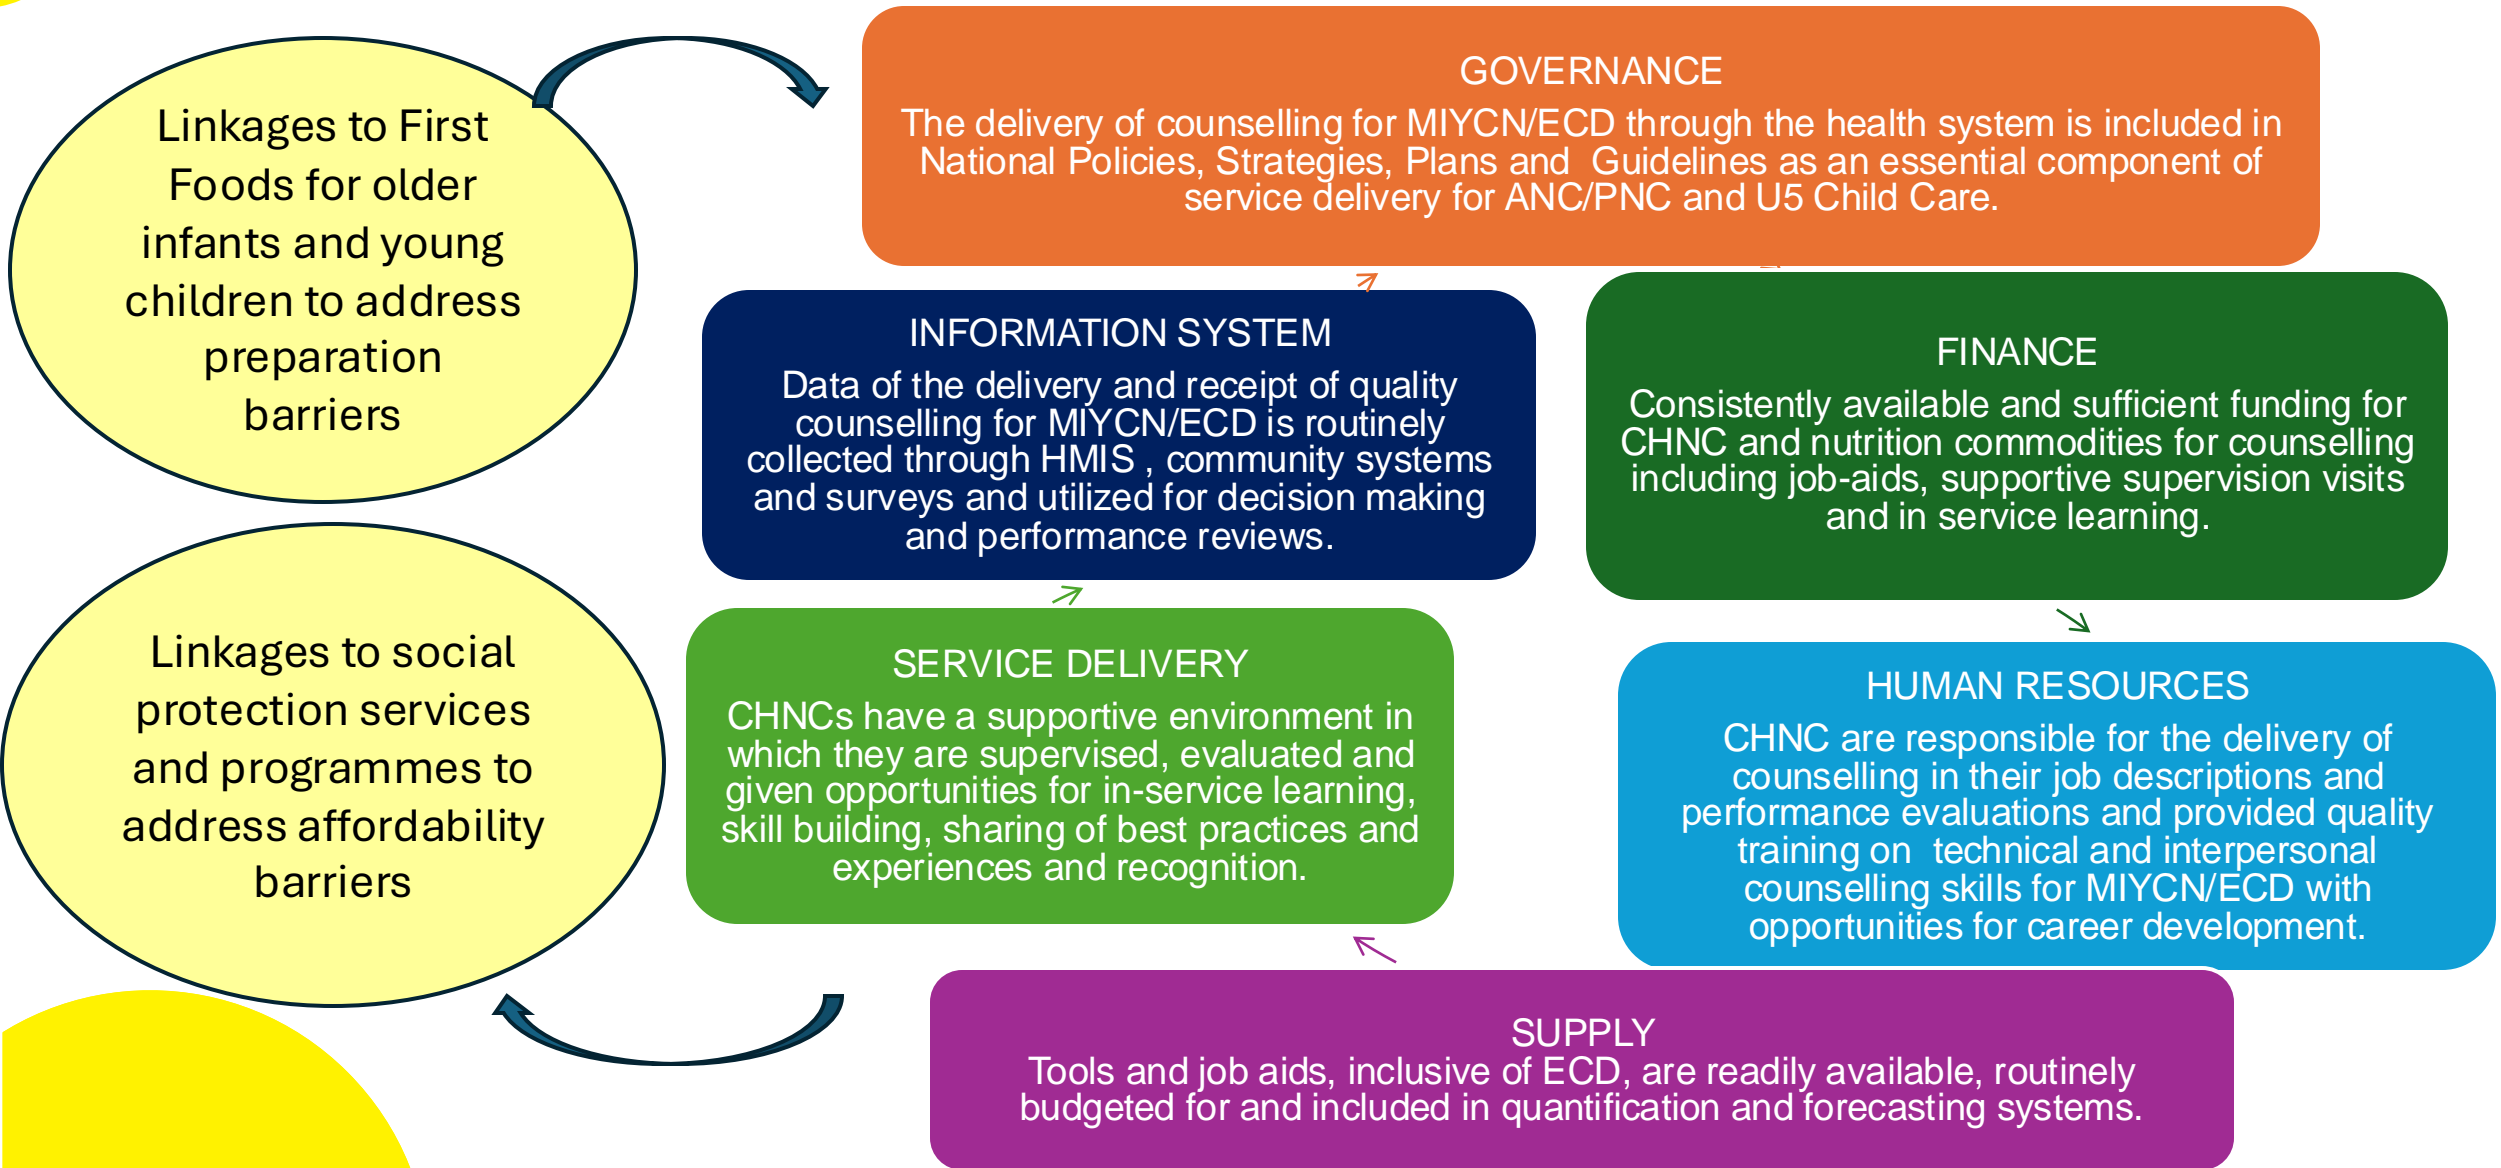 Linkages to First
Foods for older
infants and young
children to address
preparation
barriers
Linkages to social
protection services
and programmes to
address affordability
barriers
GOVERNANCE
The delivery of counselling for MIYCN/ECD through the health system is included in
National Policies, Strategies, Plans and  Guidelines as an essential component of
service delivery for ANC/PNC and U5 Child Care.
INFORMATION SYSTEM
Data of the delivery and receipt of quality
counselling for MIYCN/ECD is routinely
collected through HMIS , community systems
and surveys and utilized for decision making
and performance reviews.
FINANCE
Consistently available and sufficient funding for
CHNC and nutrition commodities for counselling
including job-aids, supportive supervision visits
and in service learning.
SERVICE DELIVERY
CHNCs have a supportive environment in
which they are supervised, evaluated and
given opportunities for in-service learning,
skill building, sharing of best practices and
experiences and recognition.
HUMAN RESOURCES
CHNC are responsible for the delivery of
counselling in their job descriptions and
performance evaluations and provided quality
training on  technical and interpersonal
counselling skills for MIYCN/ECD with
opportunities for career development.
SUPPLY
Tools and job aids, inclusive of ECD, are readily available, routinely
budgeted for and included in quantification and forecasting systems.